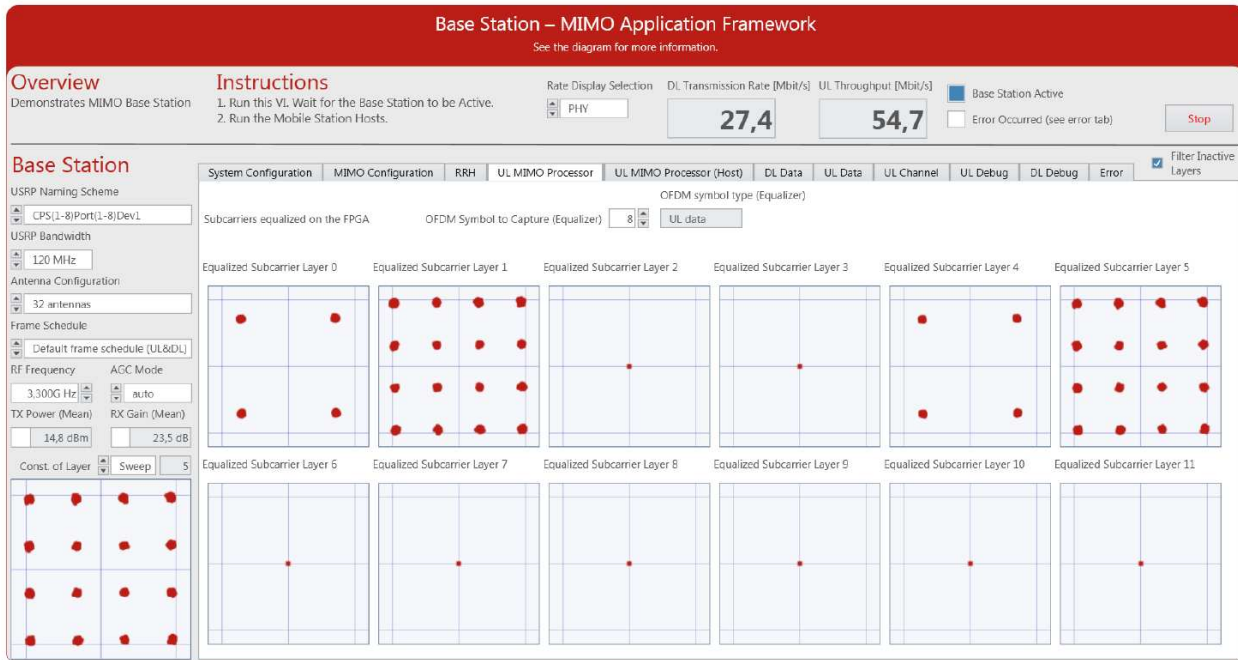 Base Station – MIMO Application Framework
See the diagram for more information.
Overview
Demonstrates MIMO Base Station
Instructions
1. Run this VI. Wait for the Base Station to be Active.
2. Run the Mobile Station Hosts.
Rate Display Selection
PHY
DL Transmission Rate [Mbit/s]
27,4
UL Throughput [Mbit/s]
54,7
Base Station Active
Error Occurred (see error tab)
Stop
Base Station
USRP Naming Scheme
CPS(1-8)Port(1-8)Dev1
USRP Bandwidth
120 MHz
Antenna Configuration
32 antennas
Frame Schedule
Default frame schedule (UL&DL)
RF Frequency AGC Mode
3,300G Hz auto
TX Power (Mean) RX Gain (Mean)
14,8 dBm 23,5 dB
Const. of Layer Sweep 5
System Configuration MIMO Configuration RRH UL MIMO Processor UL MIMO Processor (Host) DL Data UL Data UL Channel UL Debug DL Debug Error
Filter Inactive
Layers
OFDM symbol type (Equalizer)
Subcarriers equalized on the FPGA OFDM Symbol to Capture (Equalizer) 8 UL data
Equalized Subcarrier Layer 0 Equalized Subcarrier Layer 1 Equalized Subcarrier Layer 2 Equalized Subcarrier Layer 3 Equalized Subcarrier Layer 4 Equalized Subcarrier Layer 5
Equalized Subcarrier Layer 6 Equalized Subcarrier Layer 7 Equalized Subcarrier Layer 8 Equalized Subcarrier Layer 9 Equalized Subcarrier Layer 10 Equalized Subcarrier Layer 11